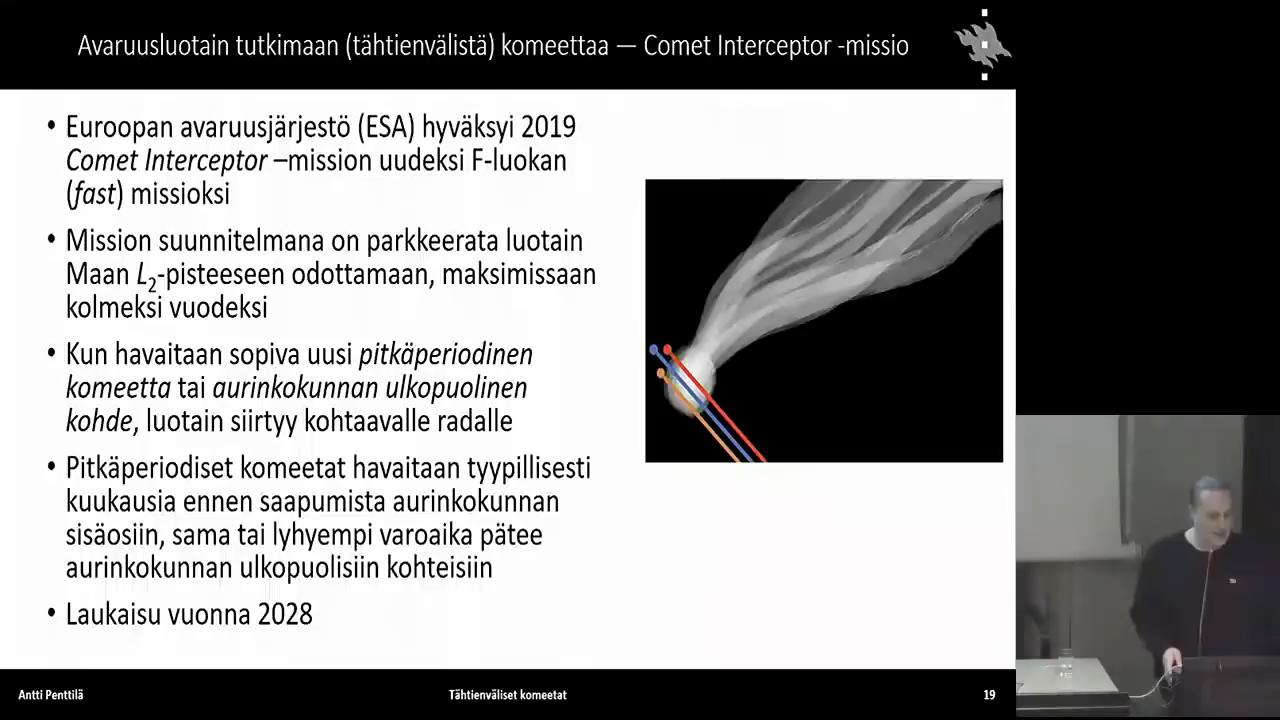 Avaruusluotain tutkimaan (tähtienvälistä) komeettaa — Comet Interceptor -missio
• Euroopan avaruusjärjestö (ESA) hyväksyi 2019
Comet Interceptor –mission uudeksi F-luokan
(fast) missioksi
• Mission suunnitelmana on parkkeerata luotain
Maan L2-pisteeseen odottamaan, maksimissaan
kolmeksi vuodeksi
• Kun havaitaan sopiva uusi pitkäperiodinen
komeetta tai aurinkokunnan ulkopuolinen
kohde, luotain siirtyy kohtaavalle radalle
• Pitkäperiodiset komeetat havaitaan tyypillisesti
kuukausia ennen saapumista aurinkokunnan
sisäosiin, sama tai lyhyempi varoaika pätee
aurinkokunnan ulkopuolisiin kohteisiin
• Laukaisu vuonna 2028
Antti Penttilä
Tähtienväliset komeetat
19